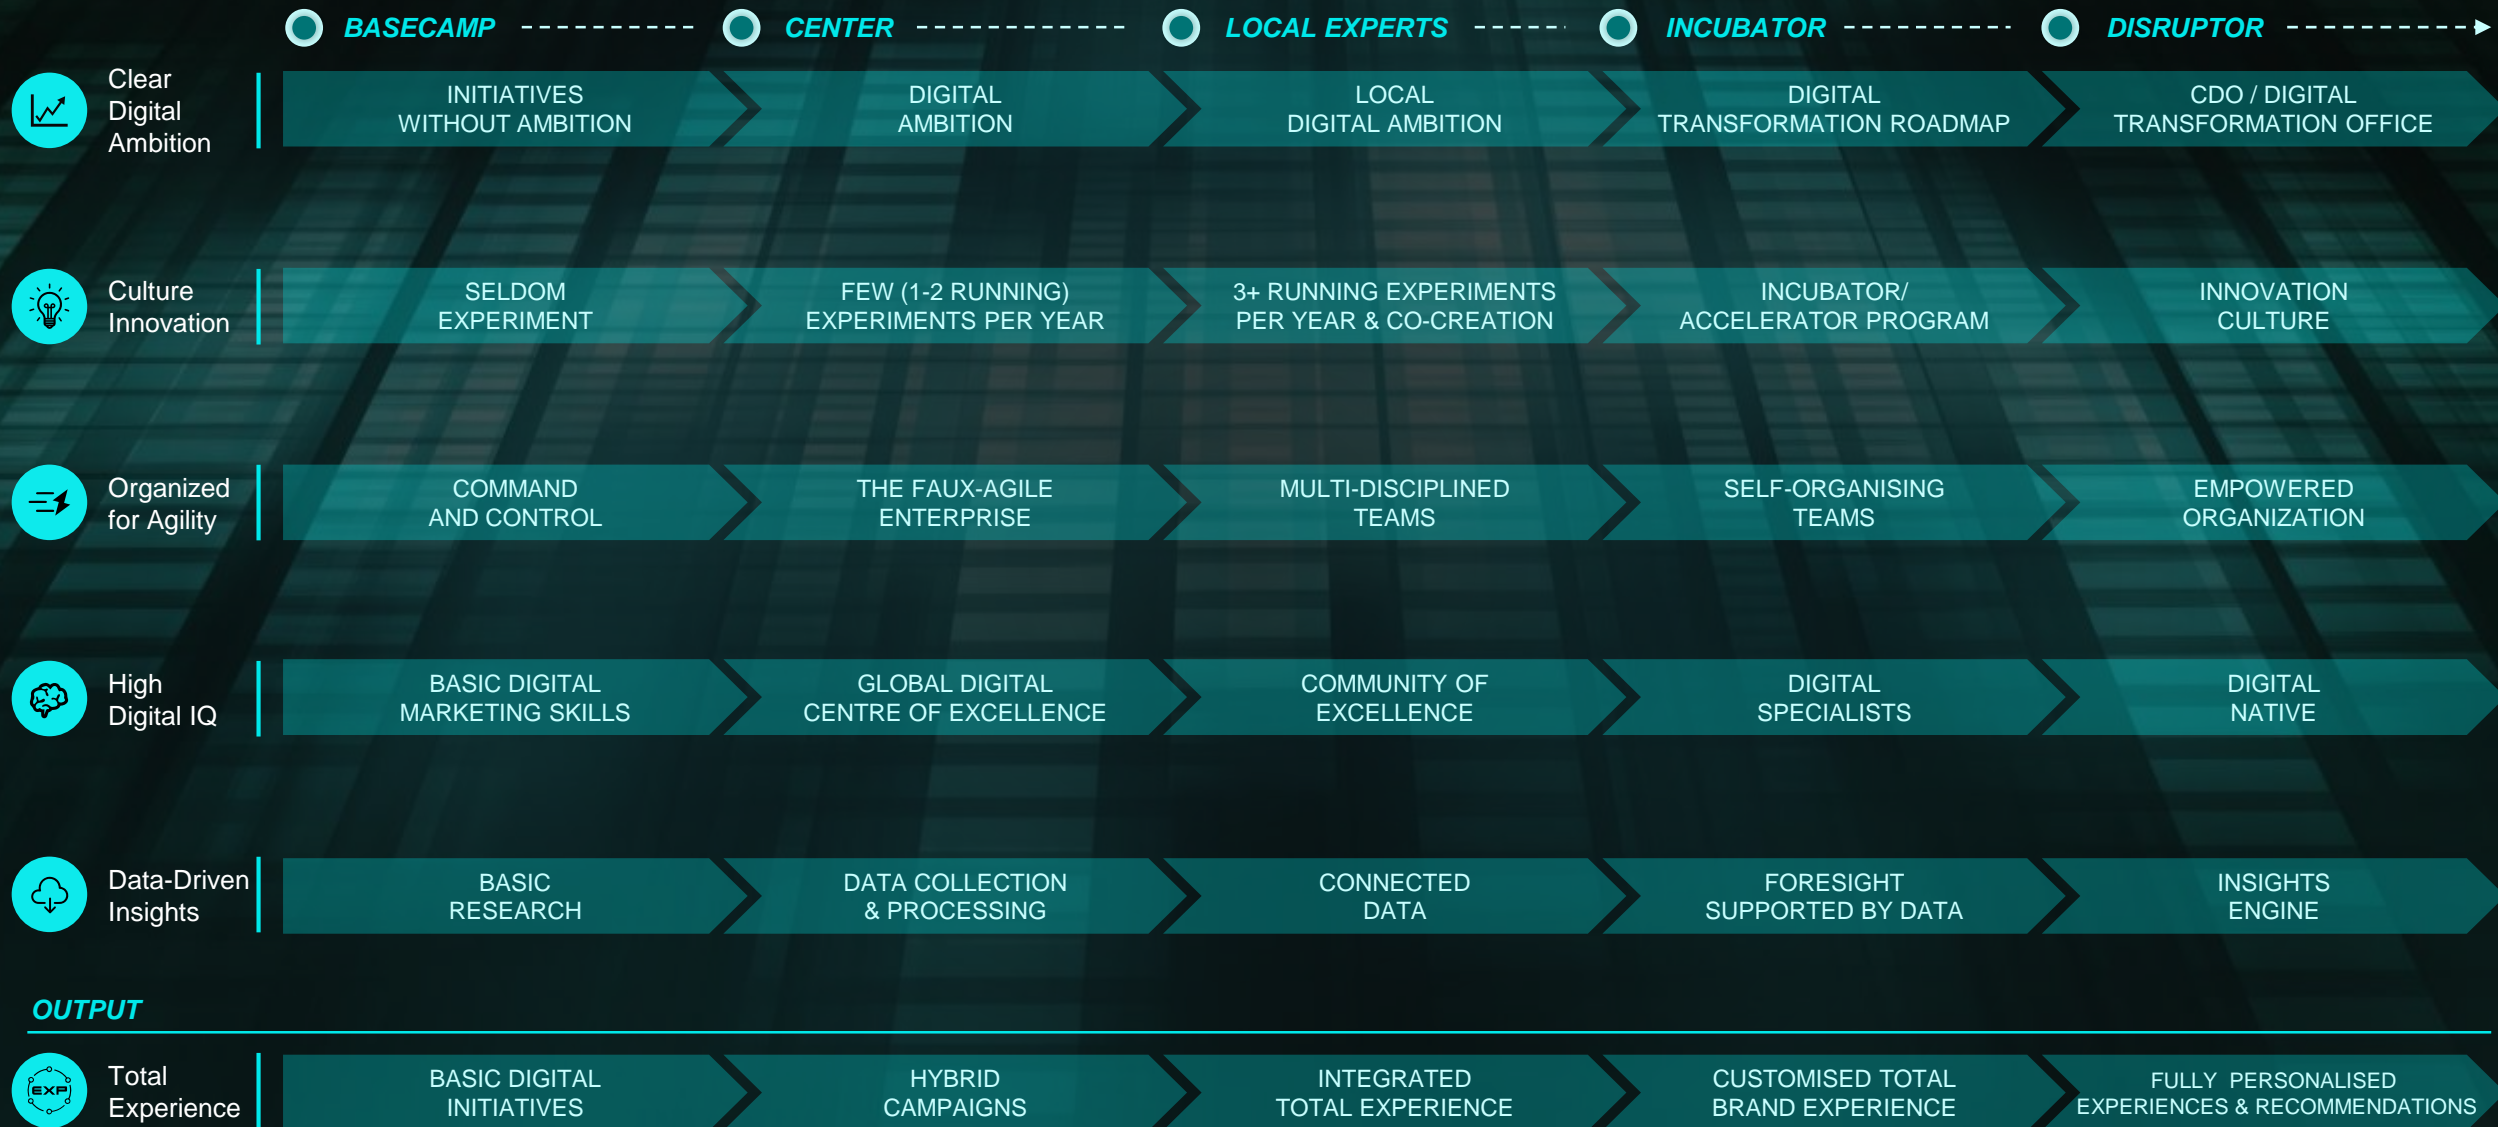 BASECAMP
CENTER
LOCAL EXPERTS
INCUBATOR
DISRUPTOR
Clear
Digital
Ambition
INITIATIVES
WITHOUT AMBITION
DIGITAL
AMBITION
LOCAL
DIGITAL AMBITION
DIGITAL
TRANSFORMATION ROADMAP
CDO / DIGITAL
TRANSFORMATION OFFICE
Culture
Innovation
SELDOM
EXPERIMENT
FEW (1-2 RUNNING)
EXPERIMENTS PER YEAR
3+ RUNNING EXPERIMENTS
PER YEAR & CO-CREATION
INCUBATOR/
ACCELERATOR PROGRAM
INNOVATION
CULTURE
Organized
for Agility
COMMAND
AND CONTROL
THE FAUX-AGILE
ENTERPRISE
MULTI-DISCIPLINED
TEAMS
SELF-ORGANISING
TEAMS
EMPOWERED
ORGANIZATION
High
Digital IQ
BASIC DIGITAL
MARKETING SKILLS
GLOBAL DIGITAL
CENTRE OF EXCELLENCE
COMMUNITY OF
EXCELLENCE
DIGITAL
SPECIALISTS
DIGITAL
NATIVE
Data-Driven
Insights
BASIC
RESEARCH
DATA COLLECTION
& PROCESSING
CONNECTED
DATA
FORESIGHT
SUPPORTED BY DATA
INSIGHTS
ENGINE
OUTPUT
EXP
Total
Experience
BASIC DIGITAL
INITIATIVES
HYBRID
CAMPAIGNS
INTEGRATED
TOTAL EXPERIENCE
CUSTOMISED TOTAL
BRAND EXPERIENCE
FULLY PERSONALISED
EXPERIENCES & RECOMMENDATIONS